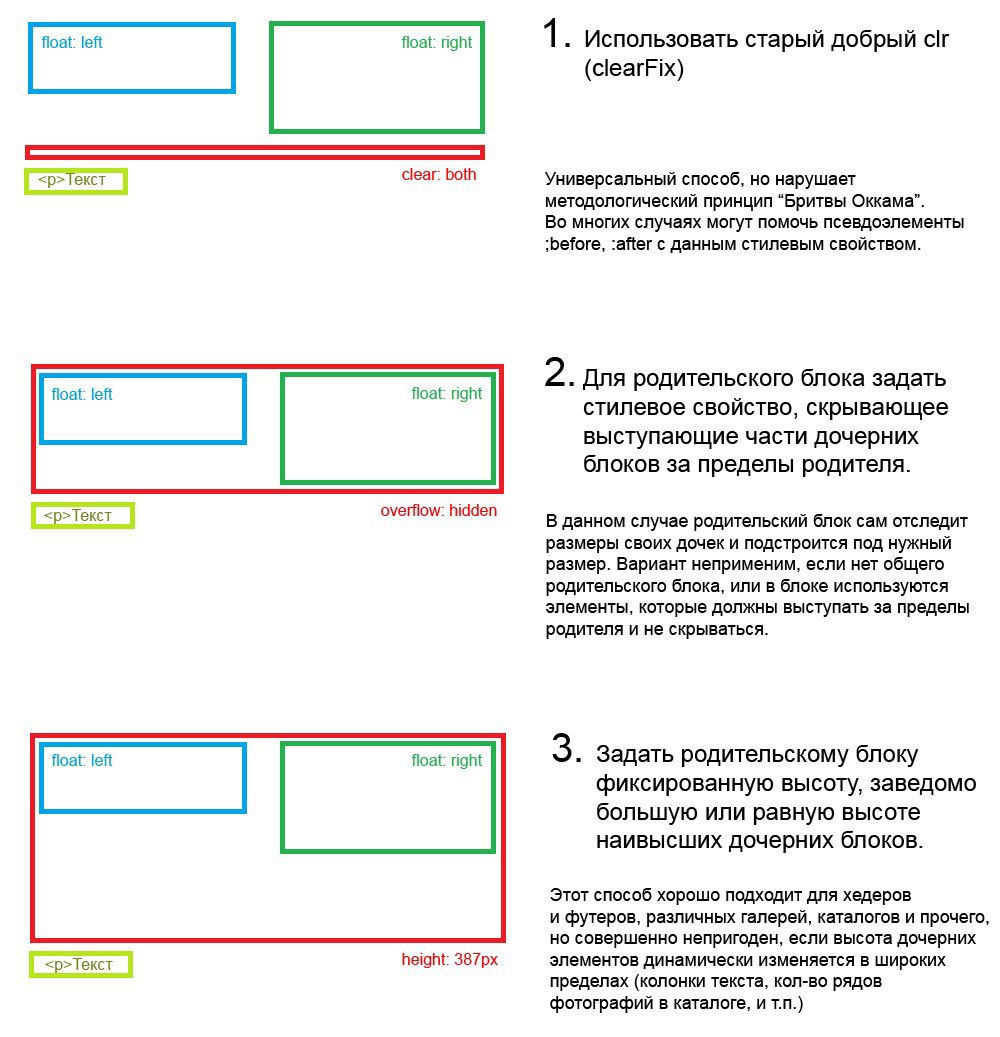 float: left
float: right
clear: both
<p>Текст
1. Использовать старый добрый clr
(clearFix)
Универсальный способ, но нарушает
методологический принцип “Бритвы Оккама”.
Во многих случаях могут помочь псевдоэлементы
;before, :after с данным стилевым свойством.
float: left
float: right
overflow: hidden
<p>Текст
2. Для родительского блока задать
стилевое свойство, скрывающее
выступающие части дочерних
блоков за пределы родителя.
В данном случае родительский блок сам отследит
размеры своих дочек и подстроится под нужный
размер. Вариант неприменим, если нет общего
родительского блока, или в блоке используются
элементы, которые должны выступать за пределы
родителя и не скрываться.
float: left
float: right
height: 387px
<p>Текст
3. Задать родительскому блоку
фиксированную высоту, заведомо
большую или равную высоте
наивысших дочерних блоков.
Этот способ хорошо подходит для хедеров
и футеров, различных галерей, каталогов и прочего,
но совершенно непригоден, если высота дочерних
элементов динамически изменяется в широких
пределах (колонки текста, кол-во рядов
фотографий в каталоге, и т.п.)